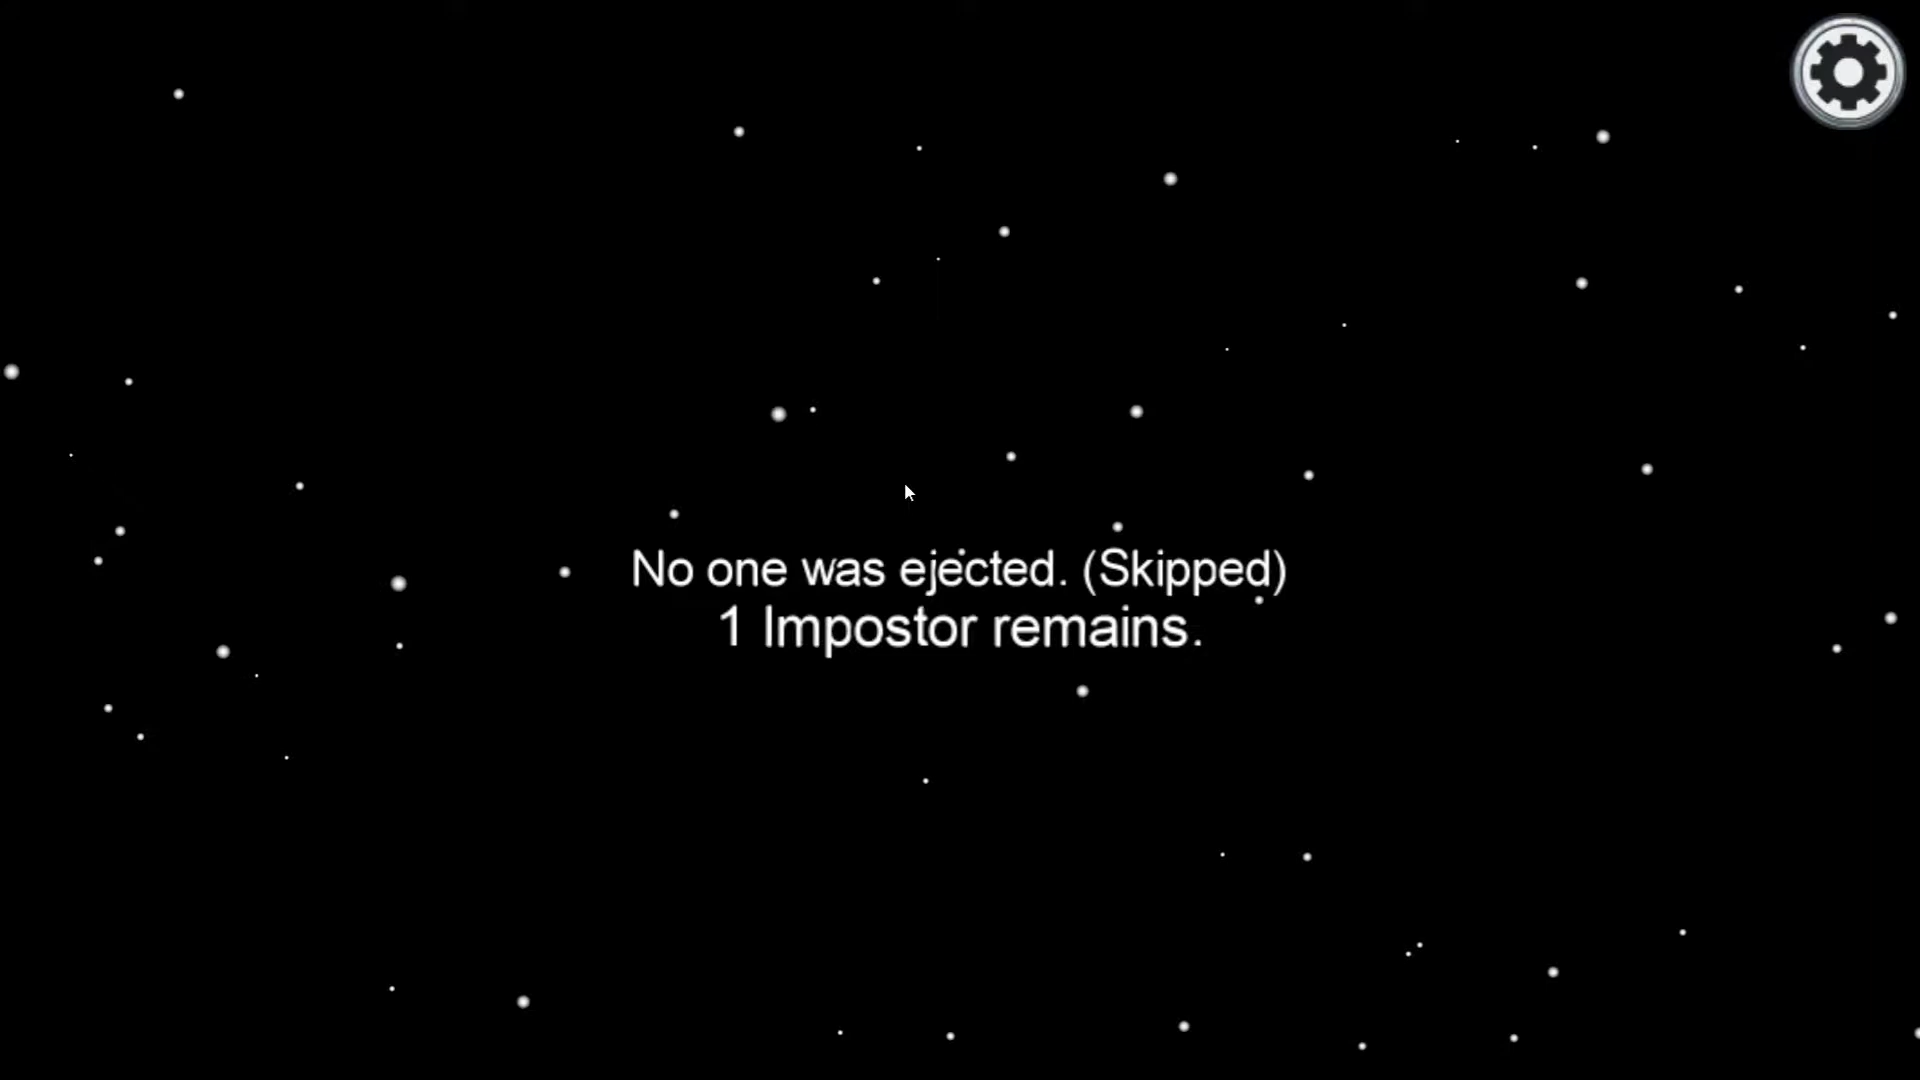 No one was ejected. (Skipped)
1 Impostor remains.